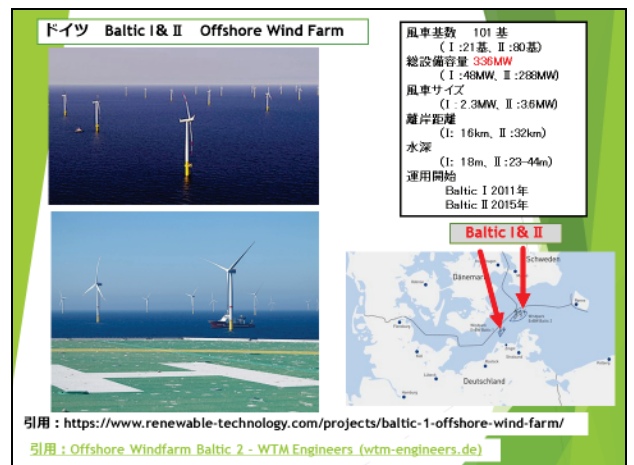 ドイツ Baltic I& II Offshore Wind Farm
風車基数 101 基
(I:21基、II:80基)
総設備容量 336MW
(I:48MW、II:288MW)
風車サイズ
(I:2.3MW、II:3.6MW)
離岸距離
(I: 16km、II:32km)
水深
(I: 18m、II:23-44m)
運用開始
Baltic I 2011年
Baltic II 2015年
Baltic I& II
Schweden
Dänemark
Deutschland
引用：https://www.renewable-technology.com/projects/baltic-1-offshore-wind-farm/
引用：Offshore Windfarm Baltic 2 - WTM Engineers (wtm-engineers.de)